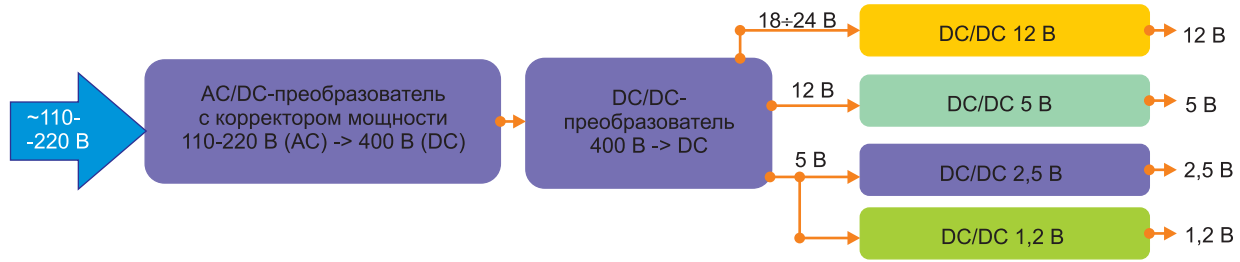 ~110-
-220 В
AC/DC-преобразователь
с корректором мощности
110-220 В (AC) -> 400 В (DC)
DC/DC-
преобразователь
400 В -> DC
18÷24 В
DC/DC 12 В
12 В
12 В
DC/DC 5 В
5 В
5 В
DC/DC 2,5 В
2,5 В
DC/DC 1,2 В
1,2 В